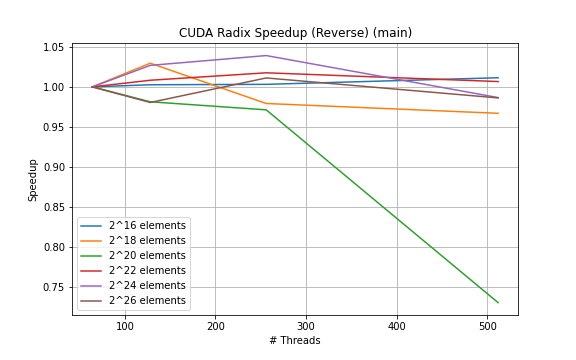 CUDA Radix Speedup (Reverse) (main)
1.05
1.00
0.95
0.90
0.85
0.80
0.75
Speedup
2^16 elements
2^18 elements
2^20 elements
2^22 elements
2^24 elements
2^26 elements
100
200
300
400
500
# Threads